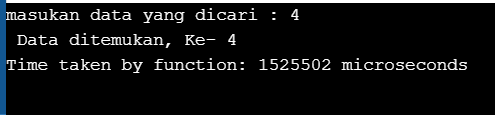 masukan data yang dicari : 4
Data ditemukan, Ke- 4
Time taken by function: 1525502 microseconds